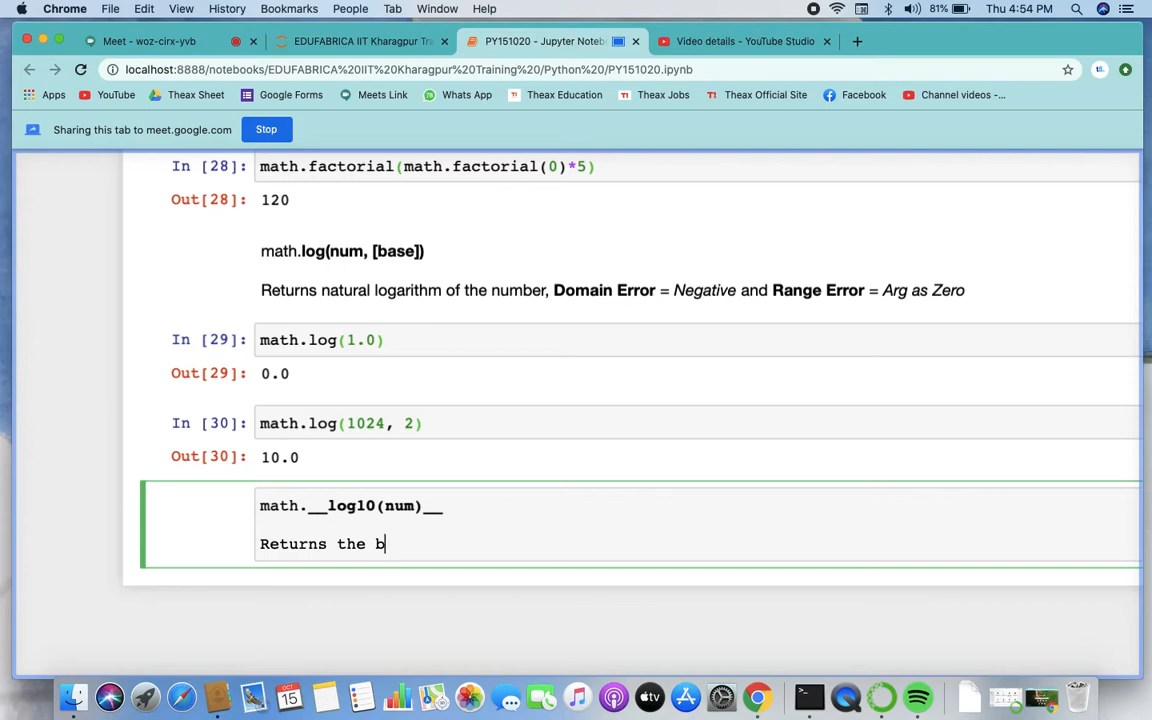 Chrome File Edit View History Bookmarks People Tab Window Help 81% Thu 4:54 PM
Meet - woz-cirx-yvb EDUFABRICA IIT Kharagpur Tra PY151020 - Jupyter Noteb Video details - YouTube Studio
localhost:8888/notebooks/EDUFABRICA%20IIT%20Kharagpur%20Training%20/Python%20/PY151020.ipynb
Apps YouTube Theax Sheet Google Forms Meets Link Whats App Theax Education Theax Jobs Theax Official Site Facebook Channel videos -...
Sharing this tab to meet.google.com Stop
In [28]: math.factorial(math.factorial(0)*5)
Out[28]: 120
math.log(num, [base])
Returns natural logarithm of the number, Domain Error = Negative and Range Error = Arg as Zero
In [29]: math.log(1.0)
Out[29]: 0.0
In [30]: math.log(1024, 2)
Out[30]: 10.0
math.__log10(num)__
Returns the b
OCT
15
tv